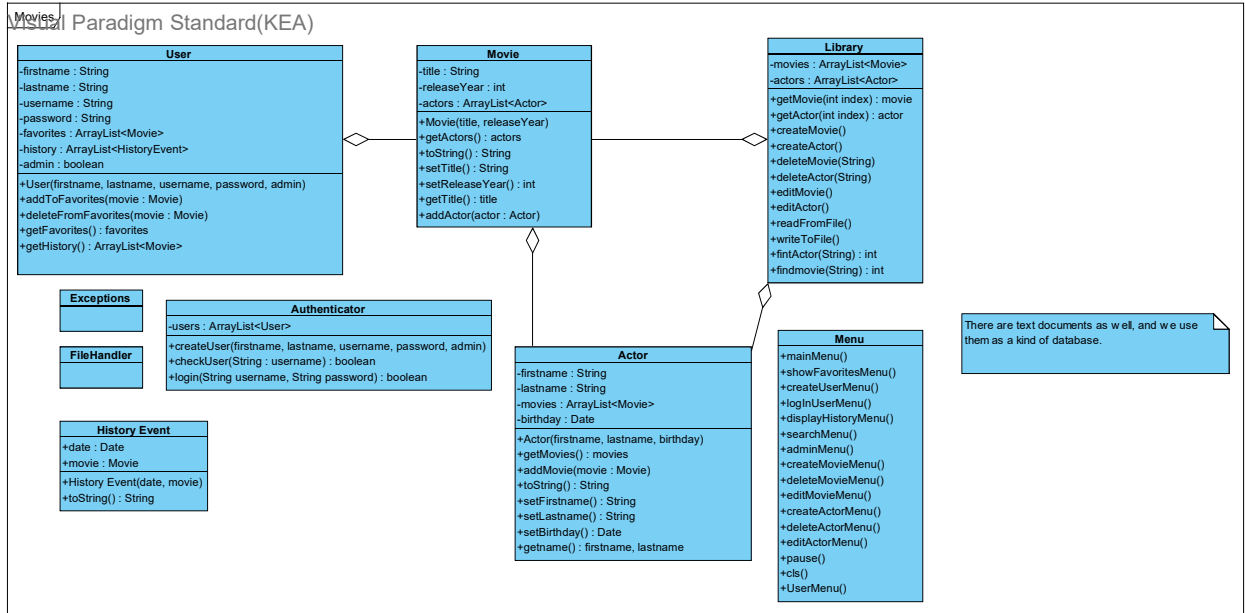 Movies
Visual Paradigm Standard(KEA)
User
-firstname : String
-lastname : String
-username : String
-password : String
-favorites : ArrayList<Movie>
-history : ArrayList<HistoryEvent>
-admin : boolean
+User(firstname, lastname, username, password, admin)
+addToFavorites(movie : Movie)
+deleteFromFavorites(movie : Movie)
+getFavorites() : favorites
+getHistory() : ArrayList<Movie>
Movie
-title : String
-releaseYear : int
-actors : ArrayList<Actor>
+Movie(title, releaseYear)
+getActors() : actors
+toString() : String
+setTitle() : String
+setReleaseYear() : int
+getTitle() : title
+addActor(actor : Actor)
Library
-movies : ArrayList<Movie>
-actors : ArrayList<Actor>
+getMovie(int index) : movie
+getActor(int index) : actor
+createMovie()
+createActor()
+deleteMovie(String)
+deleteActor(String)
+editMovie()
+editActor()
+readFromFile()
+writeToFile()
+fintActor(String) : int
+findmovie(String) : int
Exceptions
FileHandler
Authenticator
-users : ArrayList<User>
+createUser(firstname, lastname, username, password, admin)
+checkUser(String : username) : boolean
+login(String username, String password) : boolean
History Event
+date : Date
+movie : Movie
+History Event(date, movie)
+toString() : String
Actor
-firstname : String
-lastname : String
-movies : ArrayList<Movie>
-birthday : Date
+Actor(firstname, lastname, birthday)
+getMovies() : movies
+addMovie(movie : Movie)
+toString() : String
+setFirstname() : String
+setLastname() : String
+setBirthday() : Date
+getname() : firstname, lastname
Menu
+mainMenu()
+showFavoritesMenu()
+createUserMenu()
+logInUserMenu()
+displayHistoryMenu()
+searchMenu()
+adminMenu()
+createMovieMenu()
+deleteMovieMenu()
+editMovieMenu()
+createActorMenu()
+deleteActorMenu()
+editActorMenu()
+pause()
+cls()
+UserMenu()
There are text documents as well, and we use
them as a kind of database.